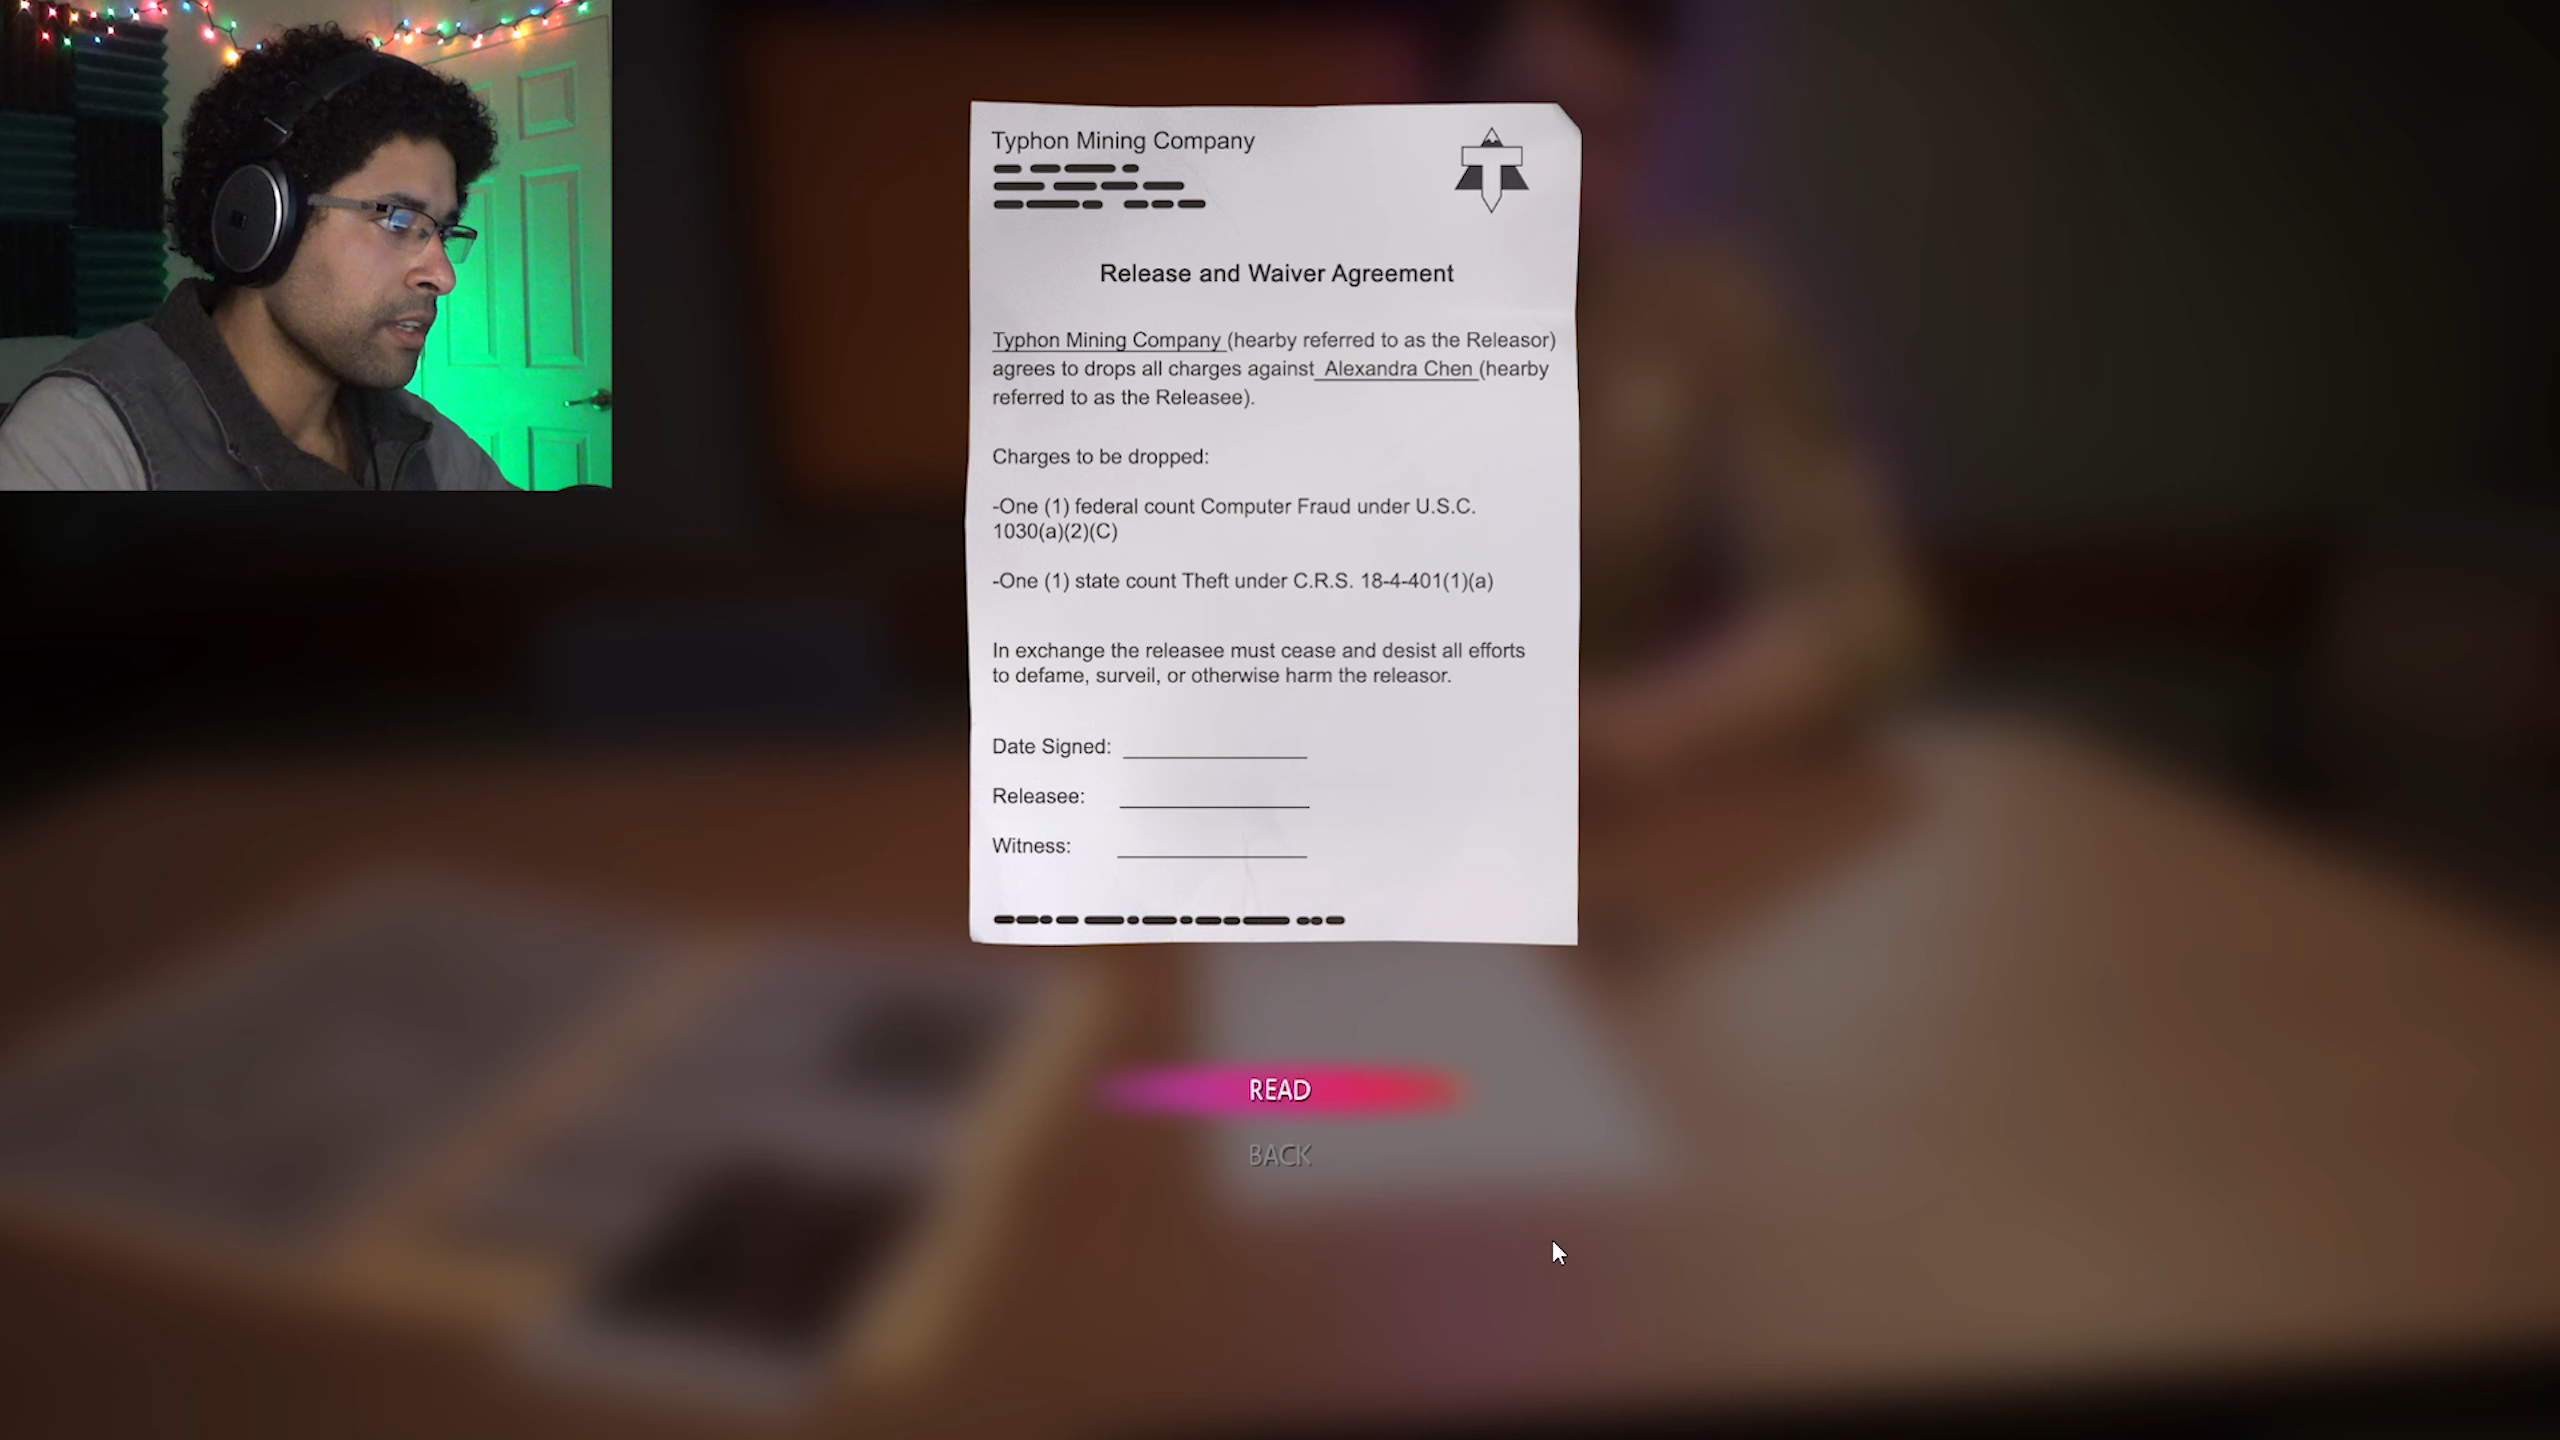 Typhon Mining Company
Release and Waiver Agreement
Typhon Mining Company (hearby referred to as the Releasor)
agrees to drops all charges against Alexandra Chen (hearby
referred to as the Releasee).
Charges to be dropped:
-One (1) federal count Computer Fraud under U.S.C.
1030(a)(2)(C)
-One (1) state count Theft under C.R.S. 18-4-401(1)(a)
In exchange the releasee must cease and desist all efforts
to defame, surveil, or otherwise harm the releasor.
Date Signed:
Releasee:
Witness:
READ
BACK